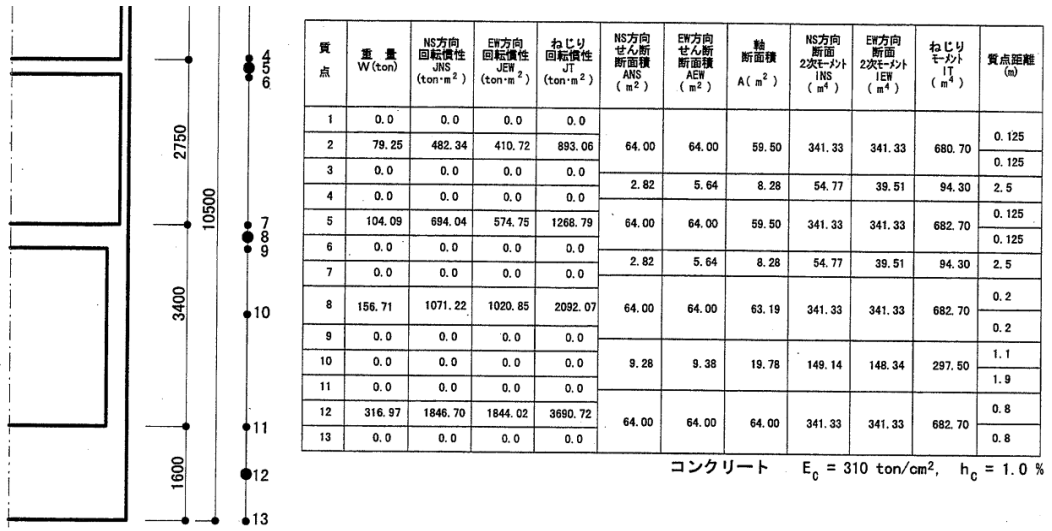 4
5
6
2750
10500
7
8
9
3400
10
11
1600
12
13
質点 重量 W(ton) NS方向回転慣性 JNS (ton·m²) EW方向回転慣性 JEW (ton·m²) ねじり回転慣性 JT (ton·m²) NS方向せん断断面積 ANS (m²) EW方向せん断断面積 AEW (m²) 軸断面積 A(m²) NS方向断面2次モーメント INS (m⁴) EW方向断面2次モーメント IEW (m⁴) ねじりモーメント IT (m⁴) 質点距離 (m)
1 0.0 0.0 0.0 0.0
64.00 64.00 59.50 341.33 341.33 680.70 0.125
2 79.25 482.34 410.72 893.06
0.125
3 0.0 0.0 0.0 0.0
2.82 5.64 8.28 54.77 39.51 94.30 2.5
4 0.0 0.0 0.0 0.0
64.00 64.00 59.50 341.33 341.33 682.70 0.125
5 104.09 694.04 574.75 1268.79
0.125
6 0.0 0.0 0.0 0.0
2.82 5.64 8.28 54.77 39.51 94.30 2.5
7 0.0 0.0 0.0 0.0
64.00 64.00 63.19 341.33 341.33 682.70 0.2
8 156.71 1071.22 1020.85 2092.07
0.2
9 0.0 0.0 0.0 0.0
9.28 9.38 19.78 149.14 148.34 297.50 1.1
10 0.0 0.0 0.0 0.0
1.9
11 0.0 0.0 0.0 0.0
64.00 64.00 64.00 341.33 341.33 682.70 0.8
12 316.97 1846.70 1844.02 3690.72
0.8
13 0.0 0.0 0.0 0.0
コンクリート Ec = 310 ton/cm², hc = 1.0 %